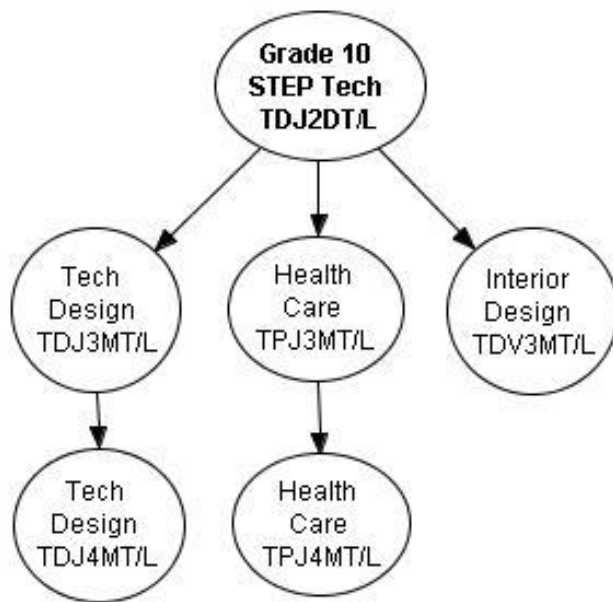 Grade 10
STEP Tech
TDJ2DT/L
Tech
Design
TDJ3MT/L
Health
Care
TPJ3MT/L
Interior
Design
TDV3MT/L
Tech
Design
TDJ4MT/L
Health
Care
TPJ4MT/L